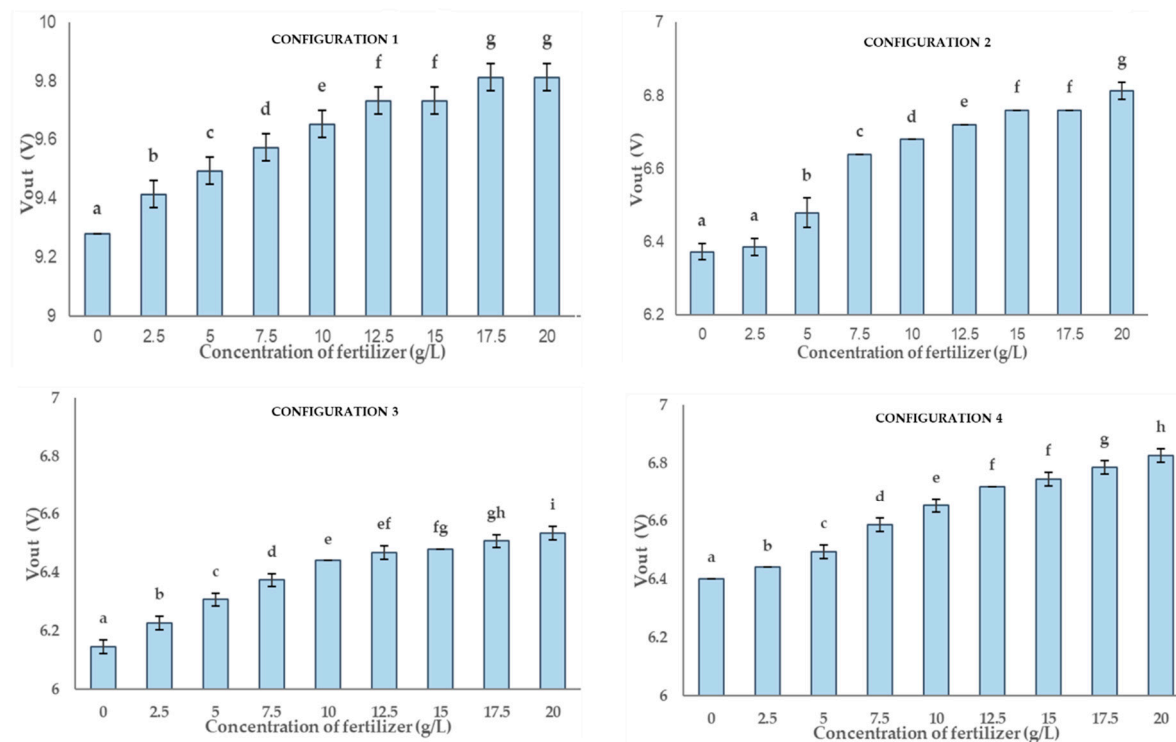 CONFIGURATION 1
Vout (V)
10
9.8
9.6
9.4
9.2
9
a
b
c
d
e
f
f
g
g
0 2.5 5 7.5 10 12.5 15 17.5 20
Concentration of fertilizer (g/L)
CONFIGURATION 2
Vout (V)
7
6.8
6.6
6.4
6.2
a
a
b
c
d
e
f
f
g
0 2.5 5 7.5 10 12.5 15 17.5 20
Concentration of fertilizer (g/L)
CONFIGURATION 3
Vout (V)
7
6.8
6.6
6.4
6.2
6
a
b
c
d
e
ef
fg
gh
i
0 2.5 5 7.5 10 12.5 15 17.5 20
Concentration of fertilizer (g/L)
CONFIGURATION 4
Vout (V)
7
6.8
6.6
6.4
6.2
6
a
b
c
d
e
f
f
g
h
0 2.5 5 7.5 10 12.5 15 17.5 20
Concentration of fertilizer (g/L)